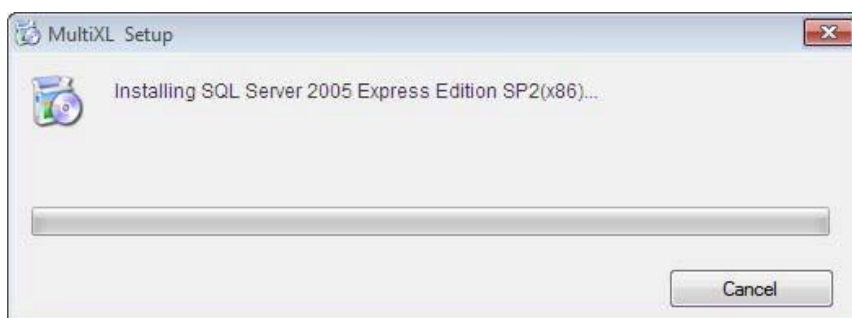 MultiXL Setup
Installing SQL Server 2005 Express Edition SP2(x86)...
Cancel